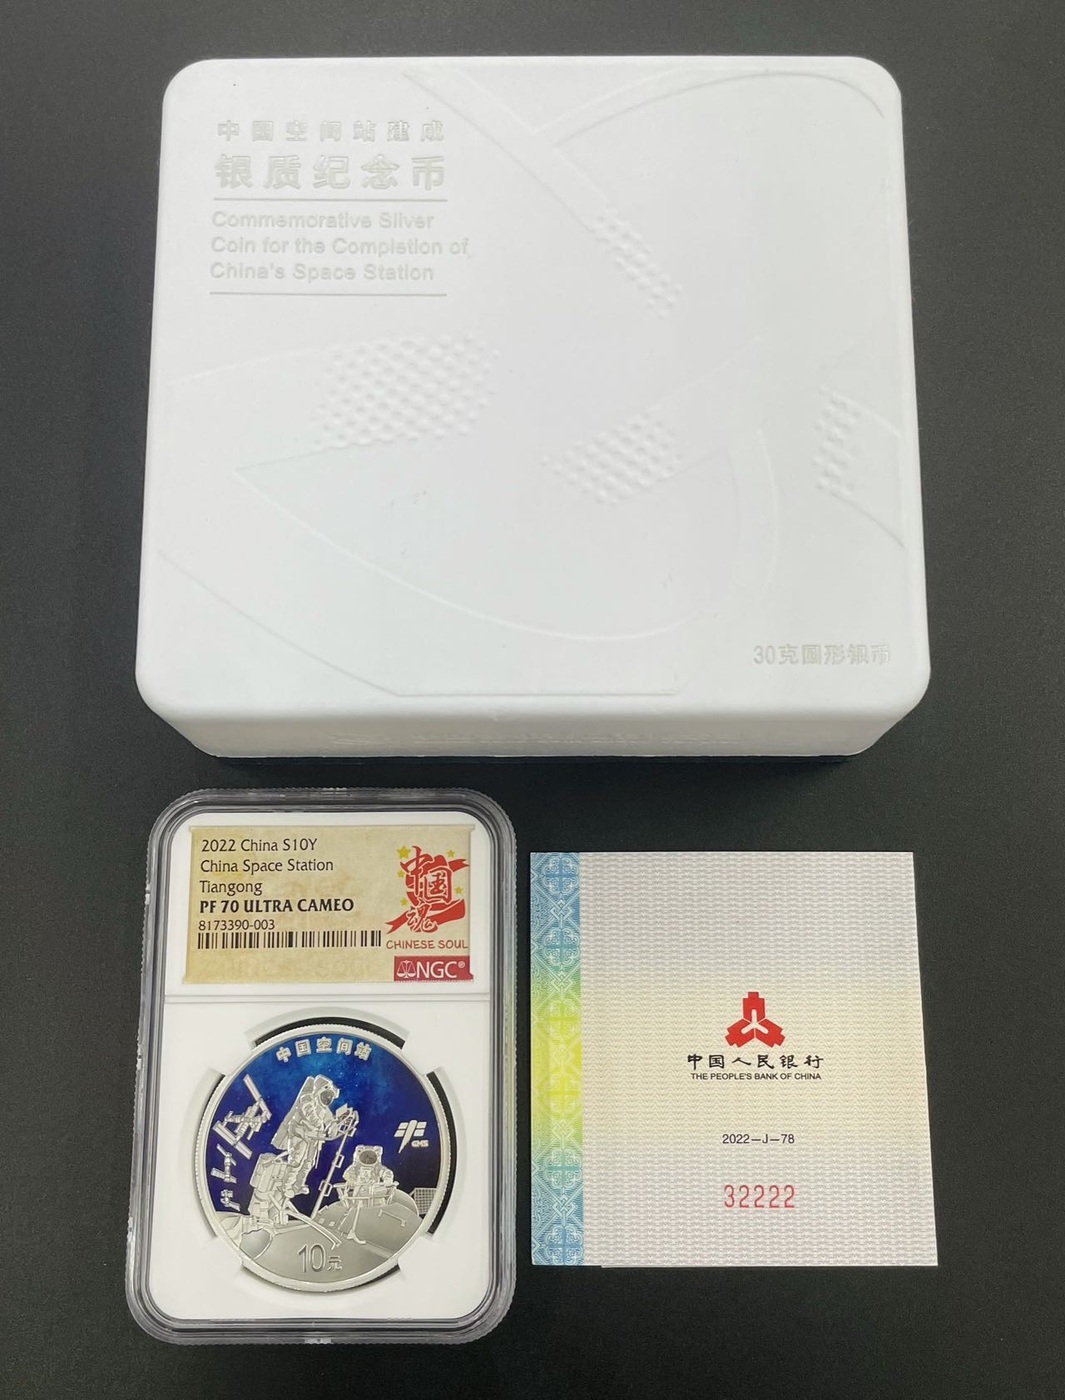 中国空间站建成
银质纪念币
Commemorative Silver
Coin for the Completion of
China's Space Station
30克圆形银币
2022 China S10Y
China Space Station
Tiangong
PF 70 ULTRA CAMEO
8173390-003
中国魂
CHINESE SOUL
NGC®
中国空间站
CMS
10元
中国人民银行
THE PEOPLE'S BANK OF CHINA
2022-J-78
32222